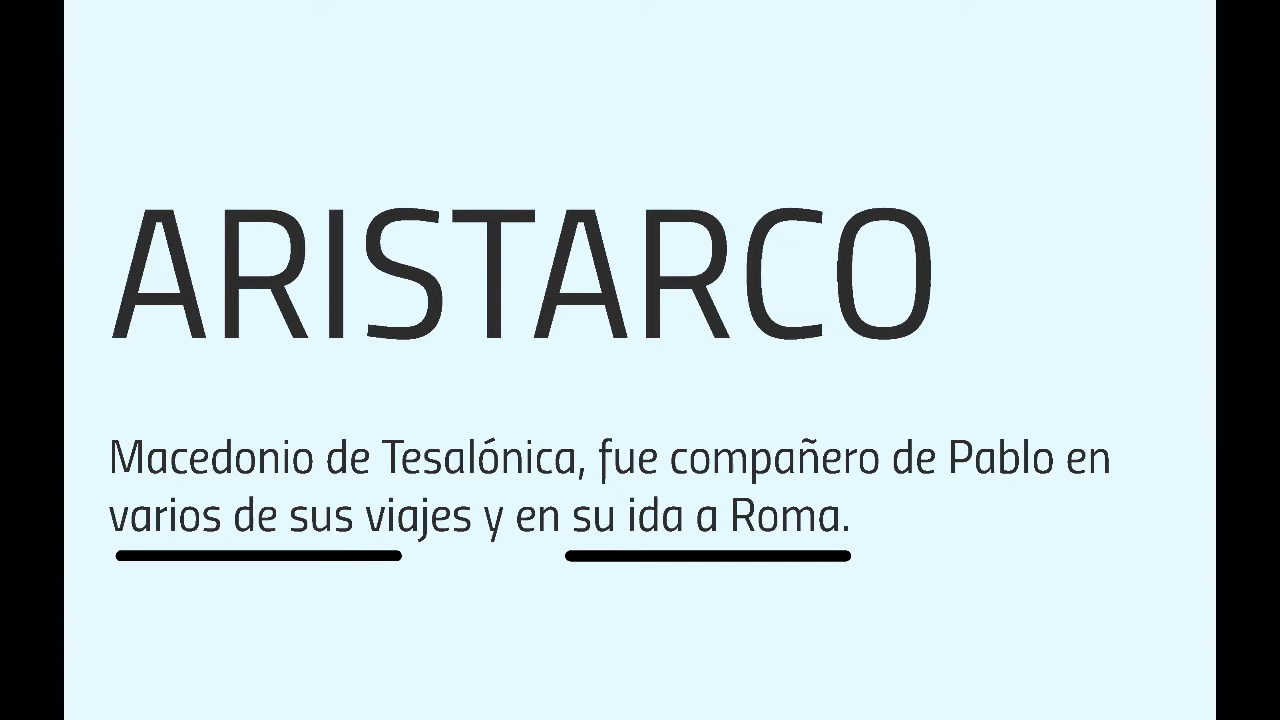 ARISTARCO
Macedonio de Tesalónica, fue compañero de Pablo en
varios de sus viajes y en su ida a Roma.